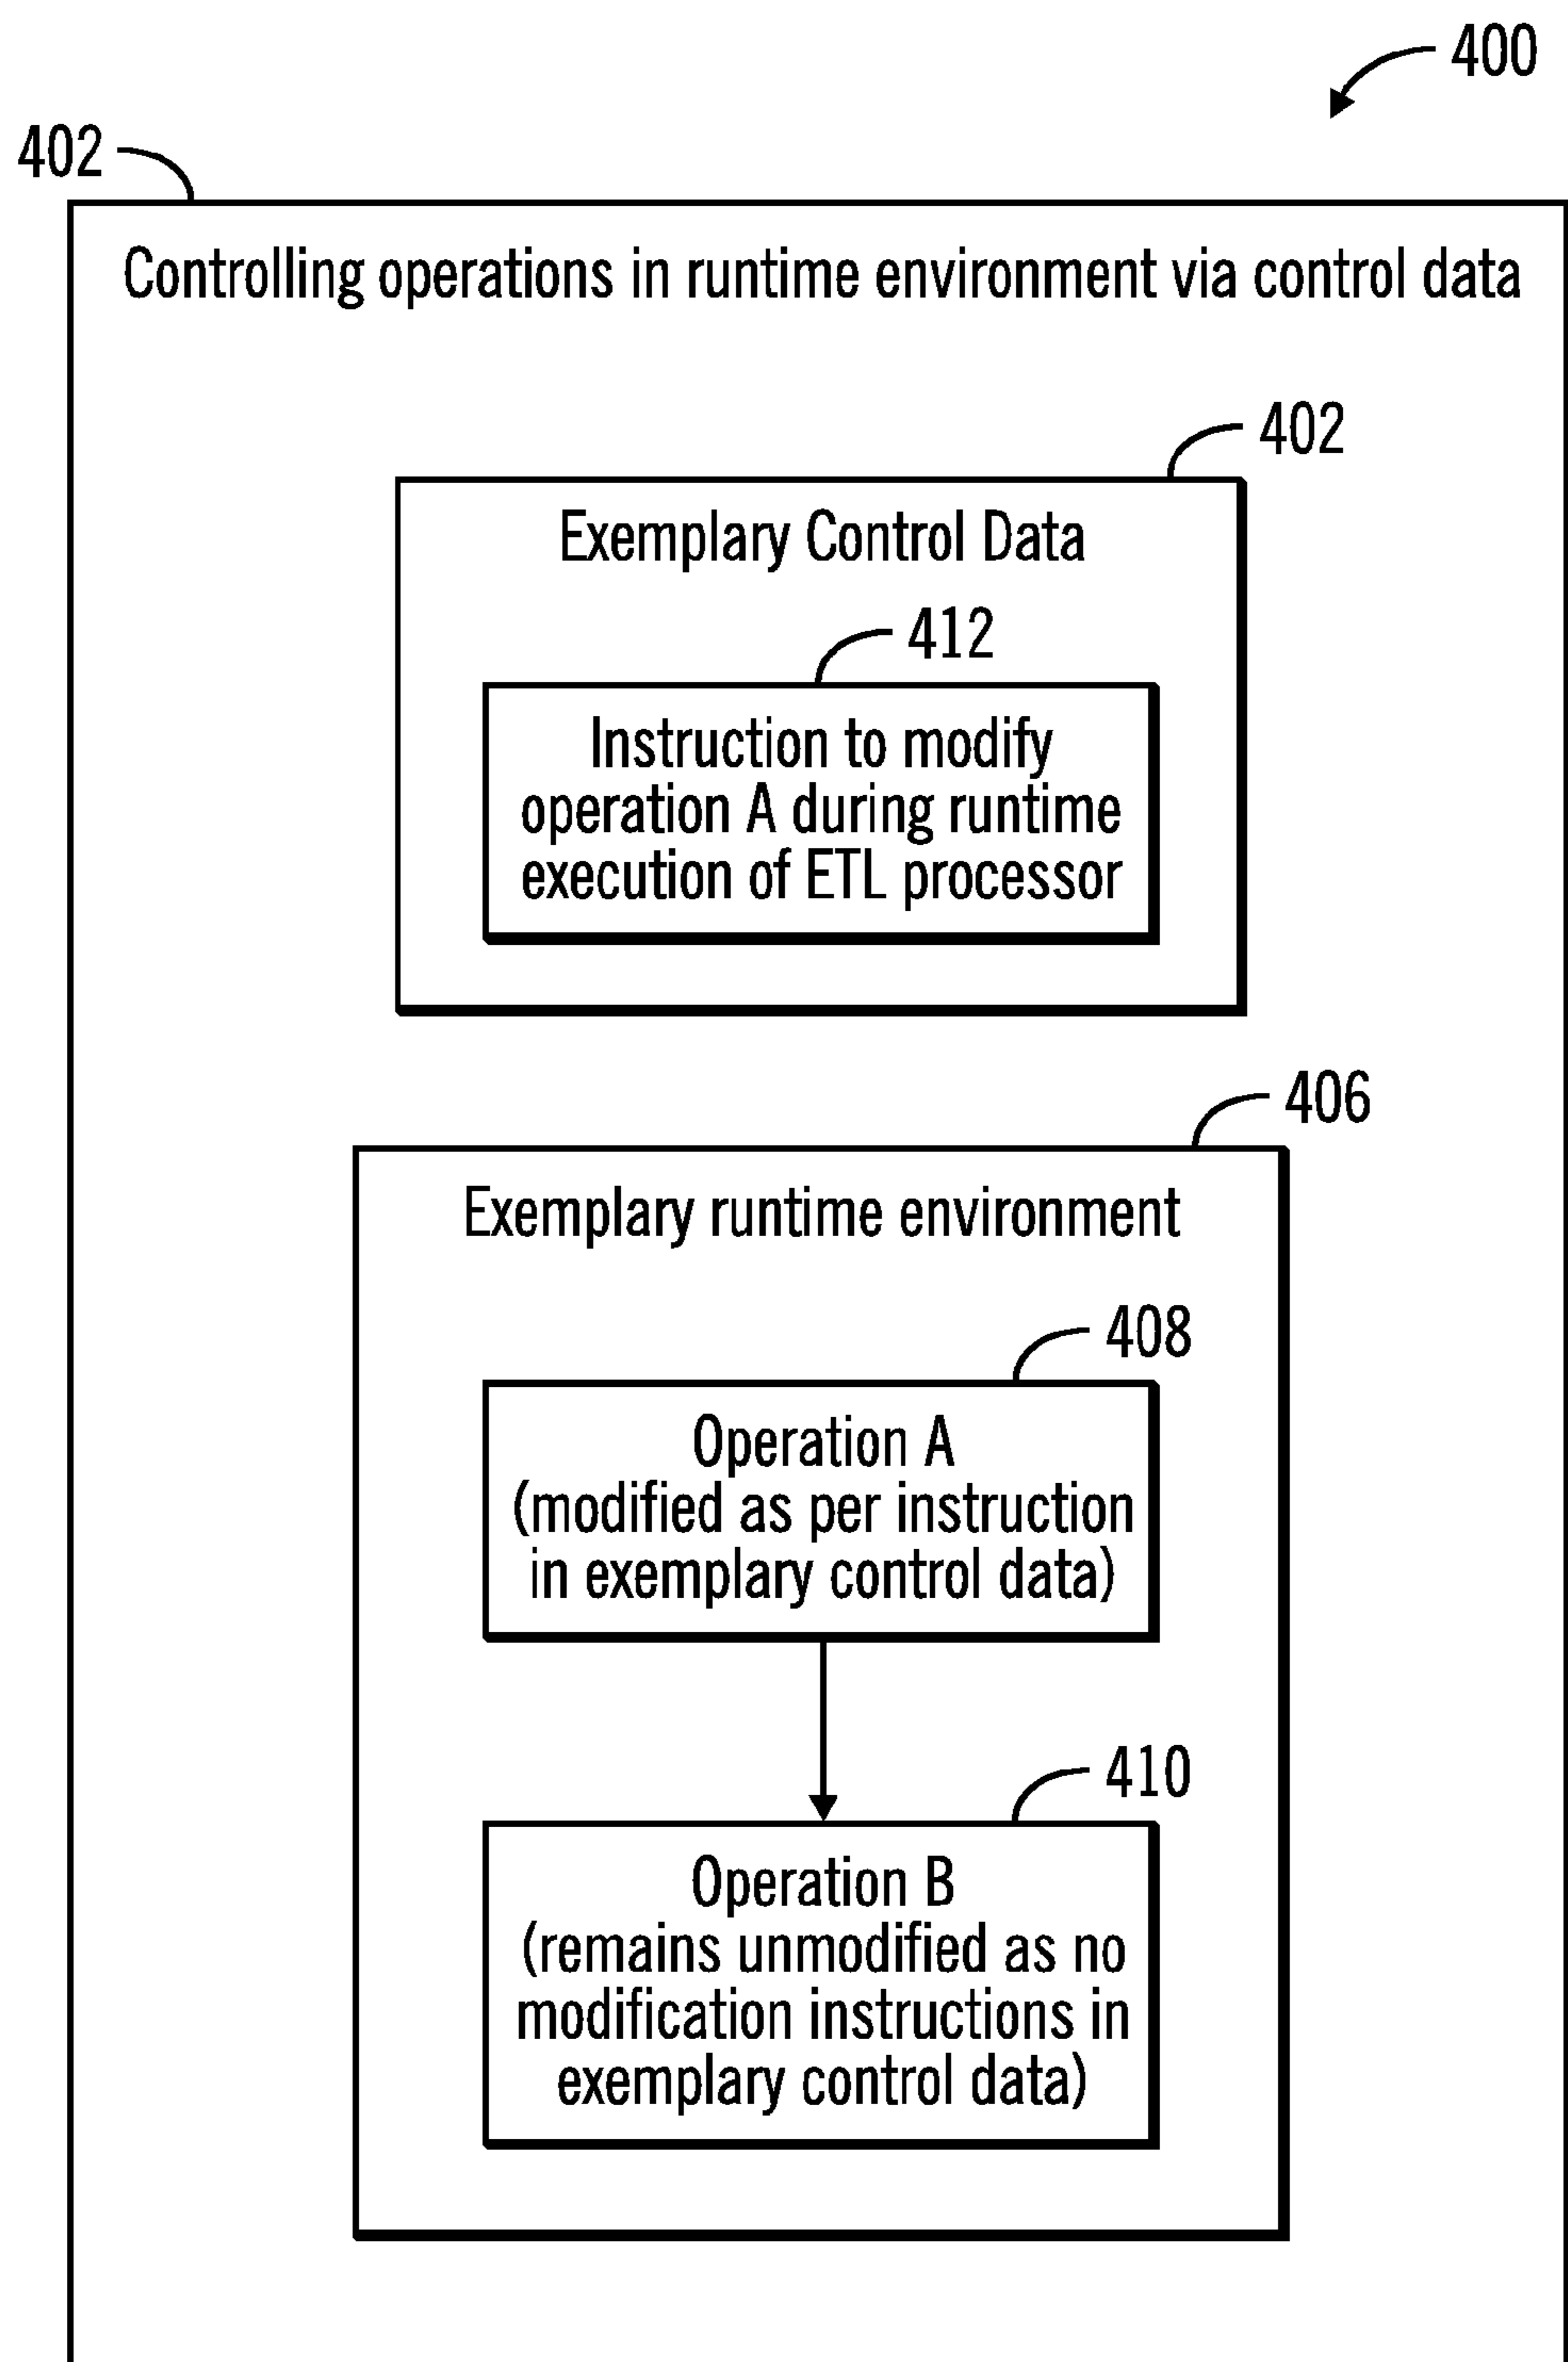 400
402
Controlling operations in runtime environment via control data
402
Exemplary Control Data
412
Instruction to modify
operation A during runtime
execution of ETL processor
406
Exemplary runtime environment
408
Operation A
(modified as per instruction
in exemplary control data)
410
Operation B
(remains unmodified as no
modification instructions in
exemplary control data)